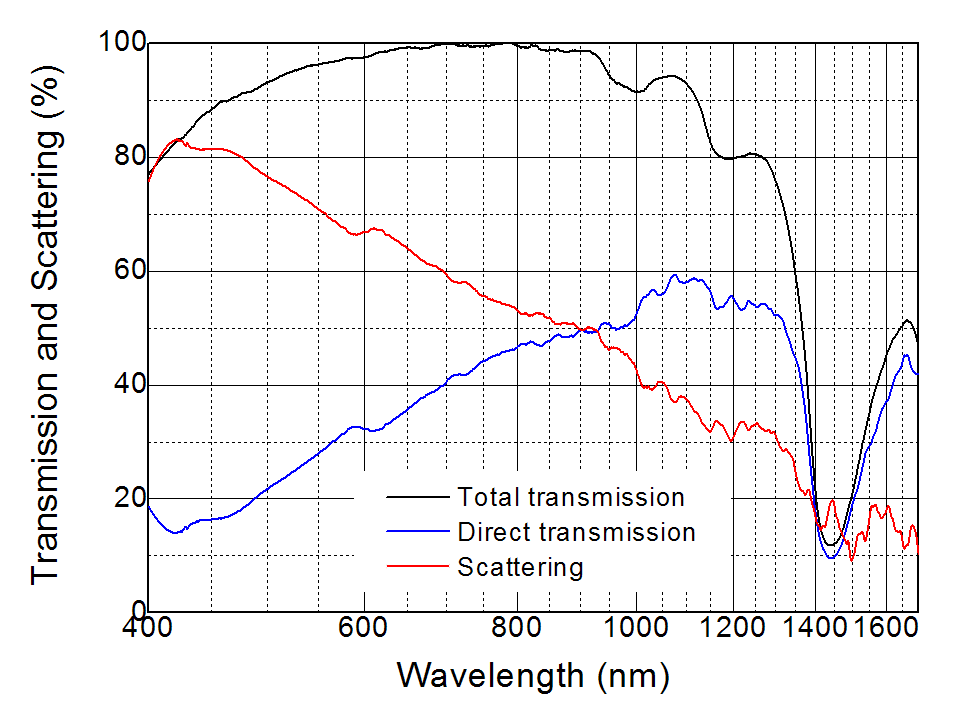 Transmission and Scattering (%)
100
80
60
40
20
0
Total transmission
Direct transmission
Scattering
400 600 800 1000 1200 1400 1600
Wavelength (nm)